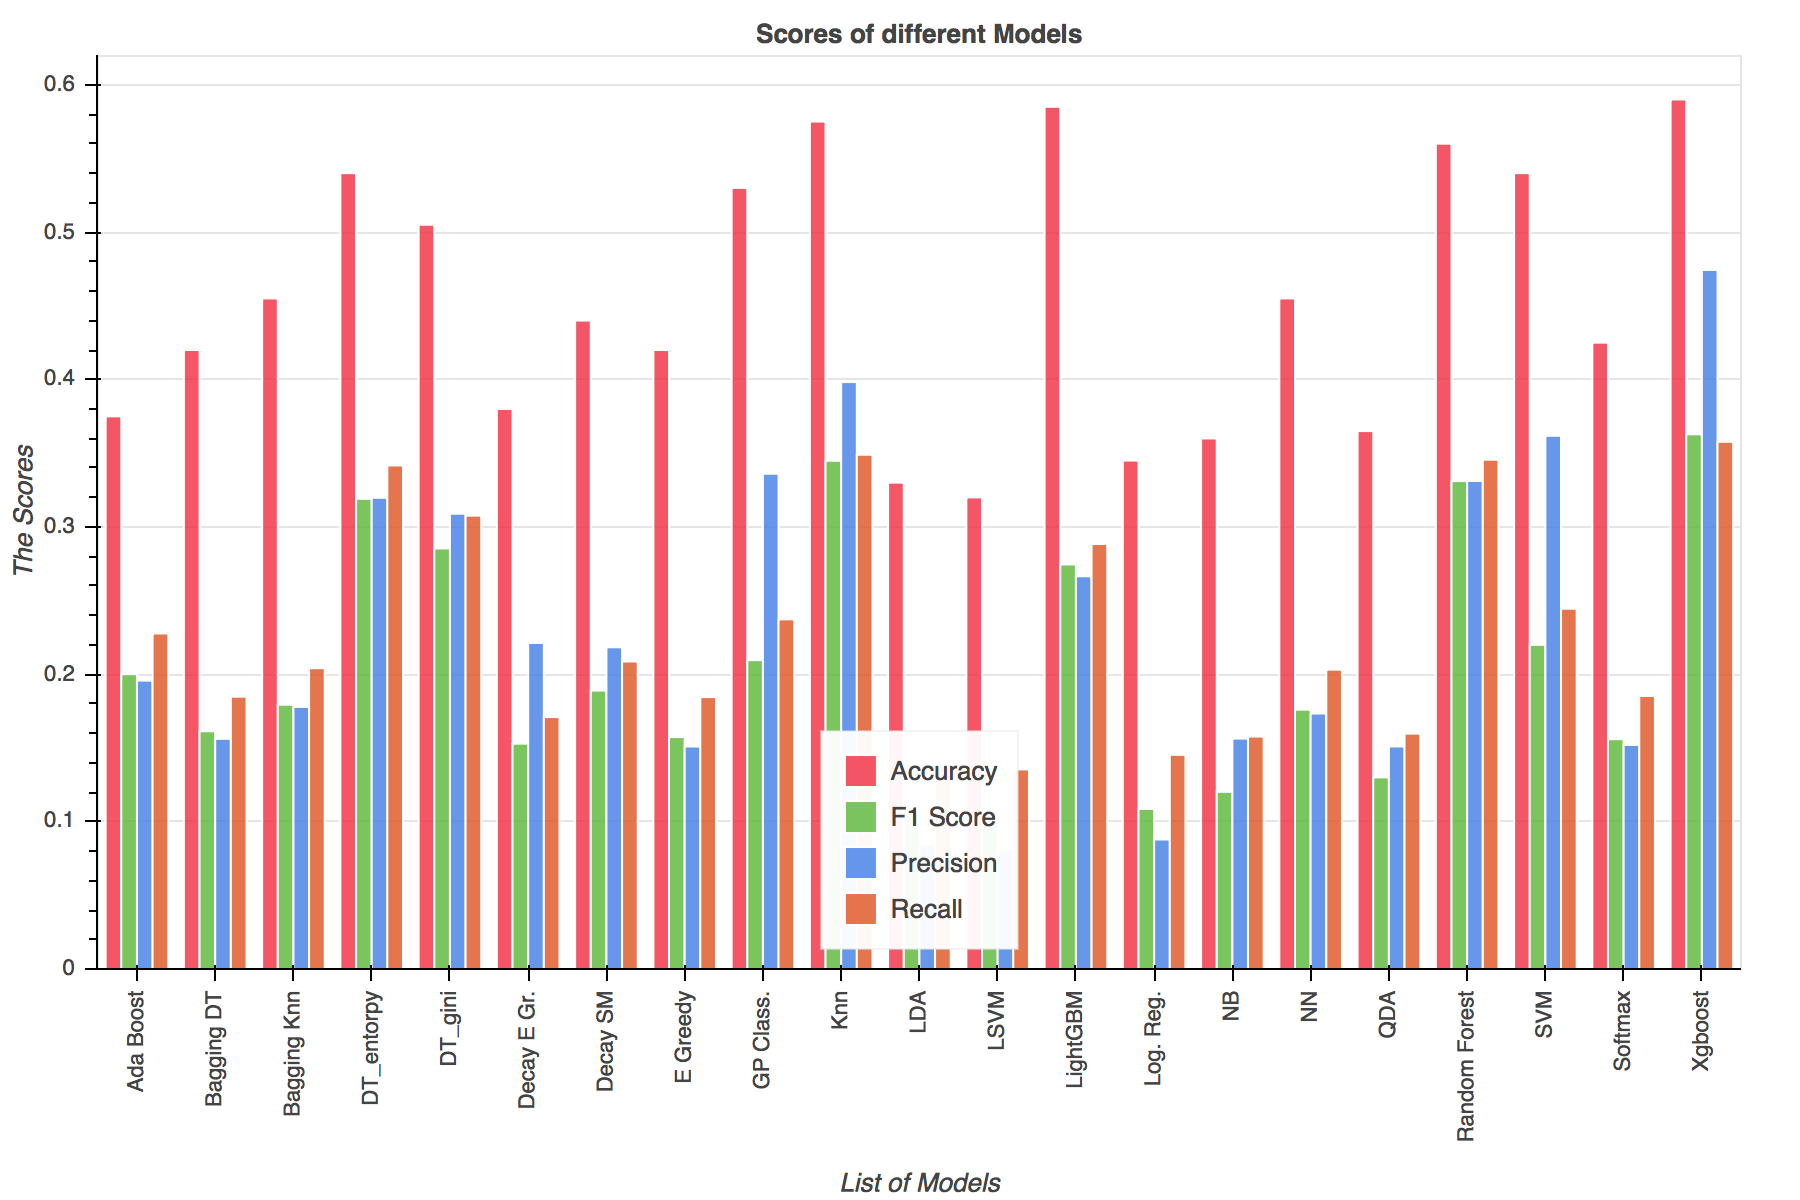 Scores of different Models
0.6
0.5
0.4
0.3
0.2
0.1
0
The Scores
Accuracy
F1 Score
Precision
Recall
Ada Boost
Bagging DT
Bagging Knn
DT_entorpy
DT_gini
Decay E Gr.
Decay SM
E Greedy
GP Class.
Knn
LDA
LSVM
LightGBM
Log. Reg.
NB
NN
QDA
Random Forest
SVM
Softmax
Xgboost
List of Models